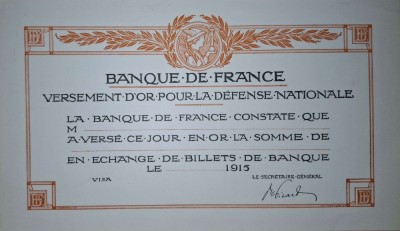 BANQUE·DE·FRANCE
VERSEMENT·D'OR·POUR·LA·DÉFENSE·NATIONALE
LA·BANQUE·DE·FRANCE·CONSTATE·QUE
M
A·VERSÉ·CE·JOUR·EN·OR·LA·SOMME·DE
EN·ECHANGE·DE·BILLETS·DE·BANQUE
LE 1915
VISA LE SECRÉTAIRE·GÉNÉRAL